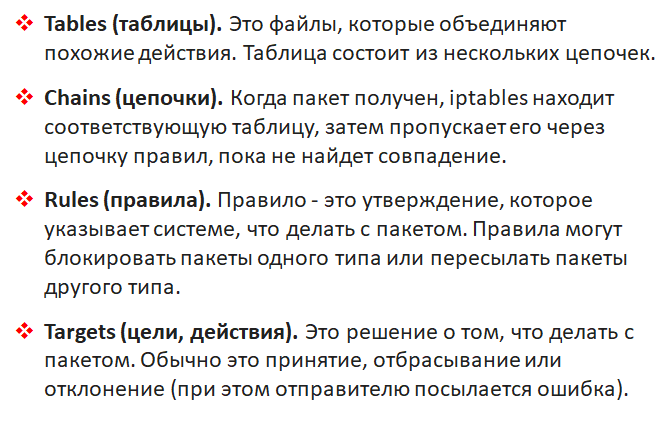 ❖ Tables (таблицы). Это файлы, которые объединяют
похожие действия. Таблица состоит из нескольких цепочек.
❖ Chains (цепочки). Когда пакет получен, iptables находит
соответствующую таблицу, затем пропускает его через
цепочку правил, пока не найдет совпадение.
❖ Rules (правила). Правило - это утверждение, которое
указывает системе, что делать с пакетом. Правила могут
блокировать пакеты одного типа или пересылать пакеты
другого типа.
❖ Targets (цели, действия). Это решение о том, что делать с
пакетом. Обычно это принятие, отбрасывание или
отклонение (при этом отправителю посылается ошибка).